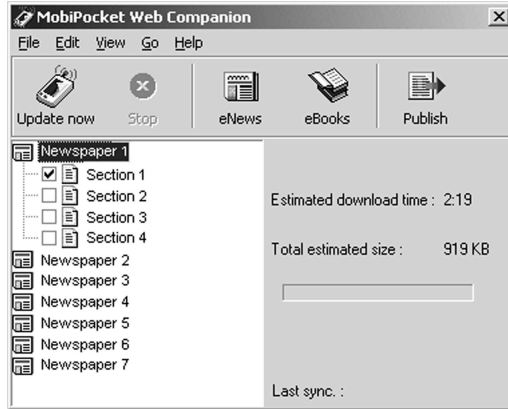 MobiPocket Web Companion
File Edit View Go Help
Update now Stop eNews eBooks Publish
Newspaper 1
Section 1
Section 2
Section 3
Section 4
Newspaper 2
Newspaper 3
Newspaper 4
Newspaper 5
Newspaper 6
Newspaper 7
Estimated download time : 2:19
Total estimated size : 919 KB
Last sync. :